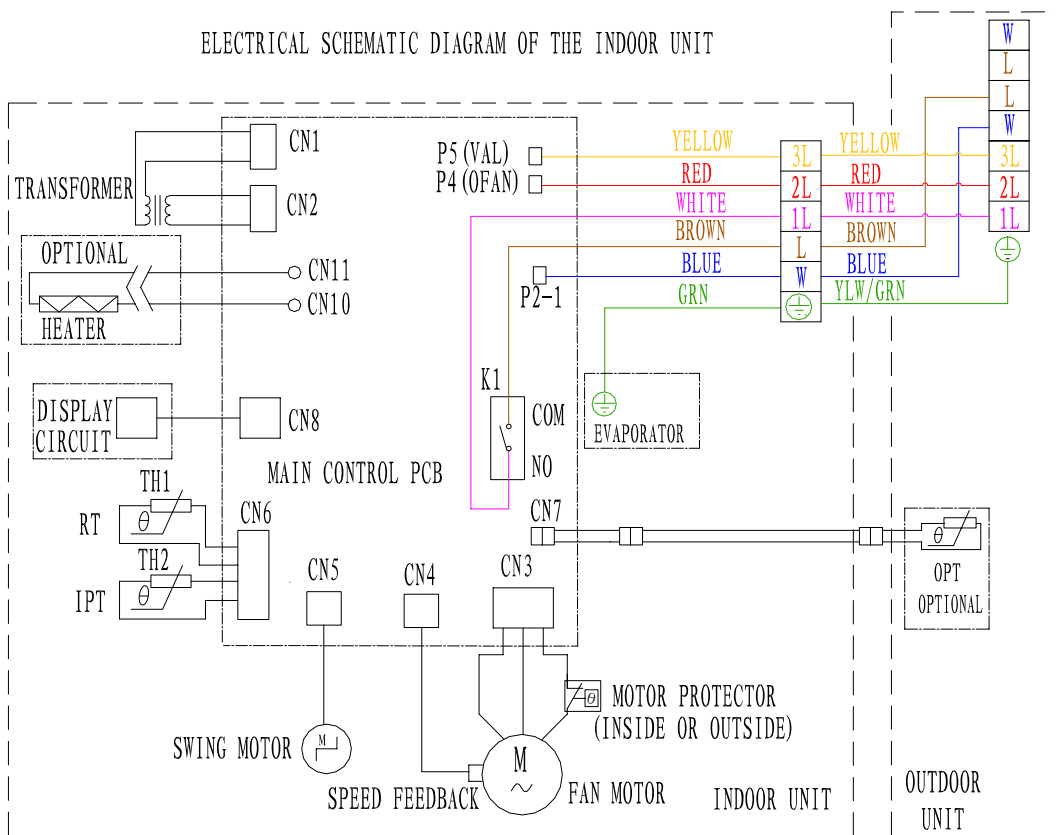 ELECTRICAL SCHEMATIC DIAGRAM OF THE INDOOR UNIT
W
L
L
W
3L
2L
1L
CN1
TRANSFORMER
CN2
P5(VAL)
P4(OFAN)
YELLOW
RED
WHITE
BROWN
BLUE
GRN
3L
2L
1L
L
W
YELLOW
RED
WHITE
BROWN
BLUE
YLW/GRN
OPTIONAL
CN11
CN10
HEATER
P2-1
K1
COM
NO
EVAPORATOR
DISPLAY
CIRCUIT
CN8
MAIN CONTROL PCB
TH1
θ
RT
CN6
TH2
θ
IPT
CN7
θ
OPT
OPTIONAL
CN5
CN4
CN3
θ
MOTOR PROTECTOR
(INSIDE OR OUTSIDE)
M
SWING MOTOR
M
~
SPEED FEEDBACK
FAN MOTOR
INDOOR UNIT
OUTDOOR
UNIT